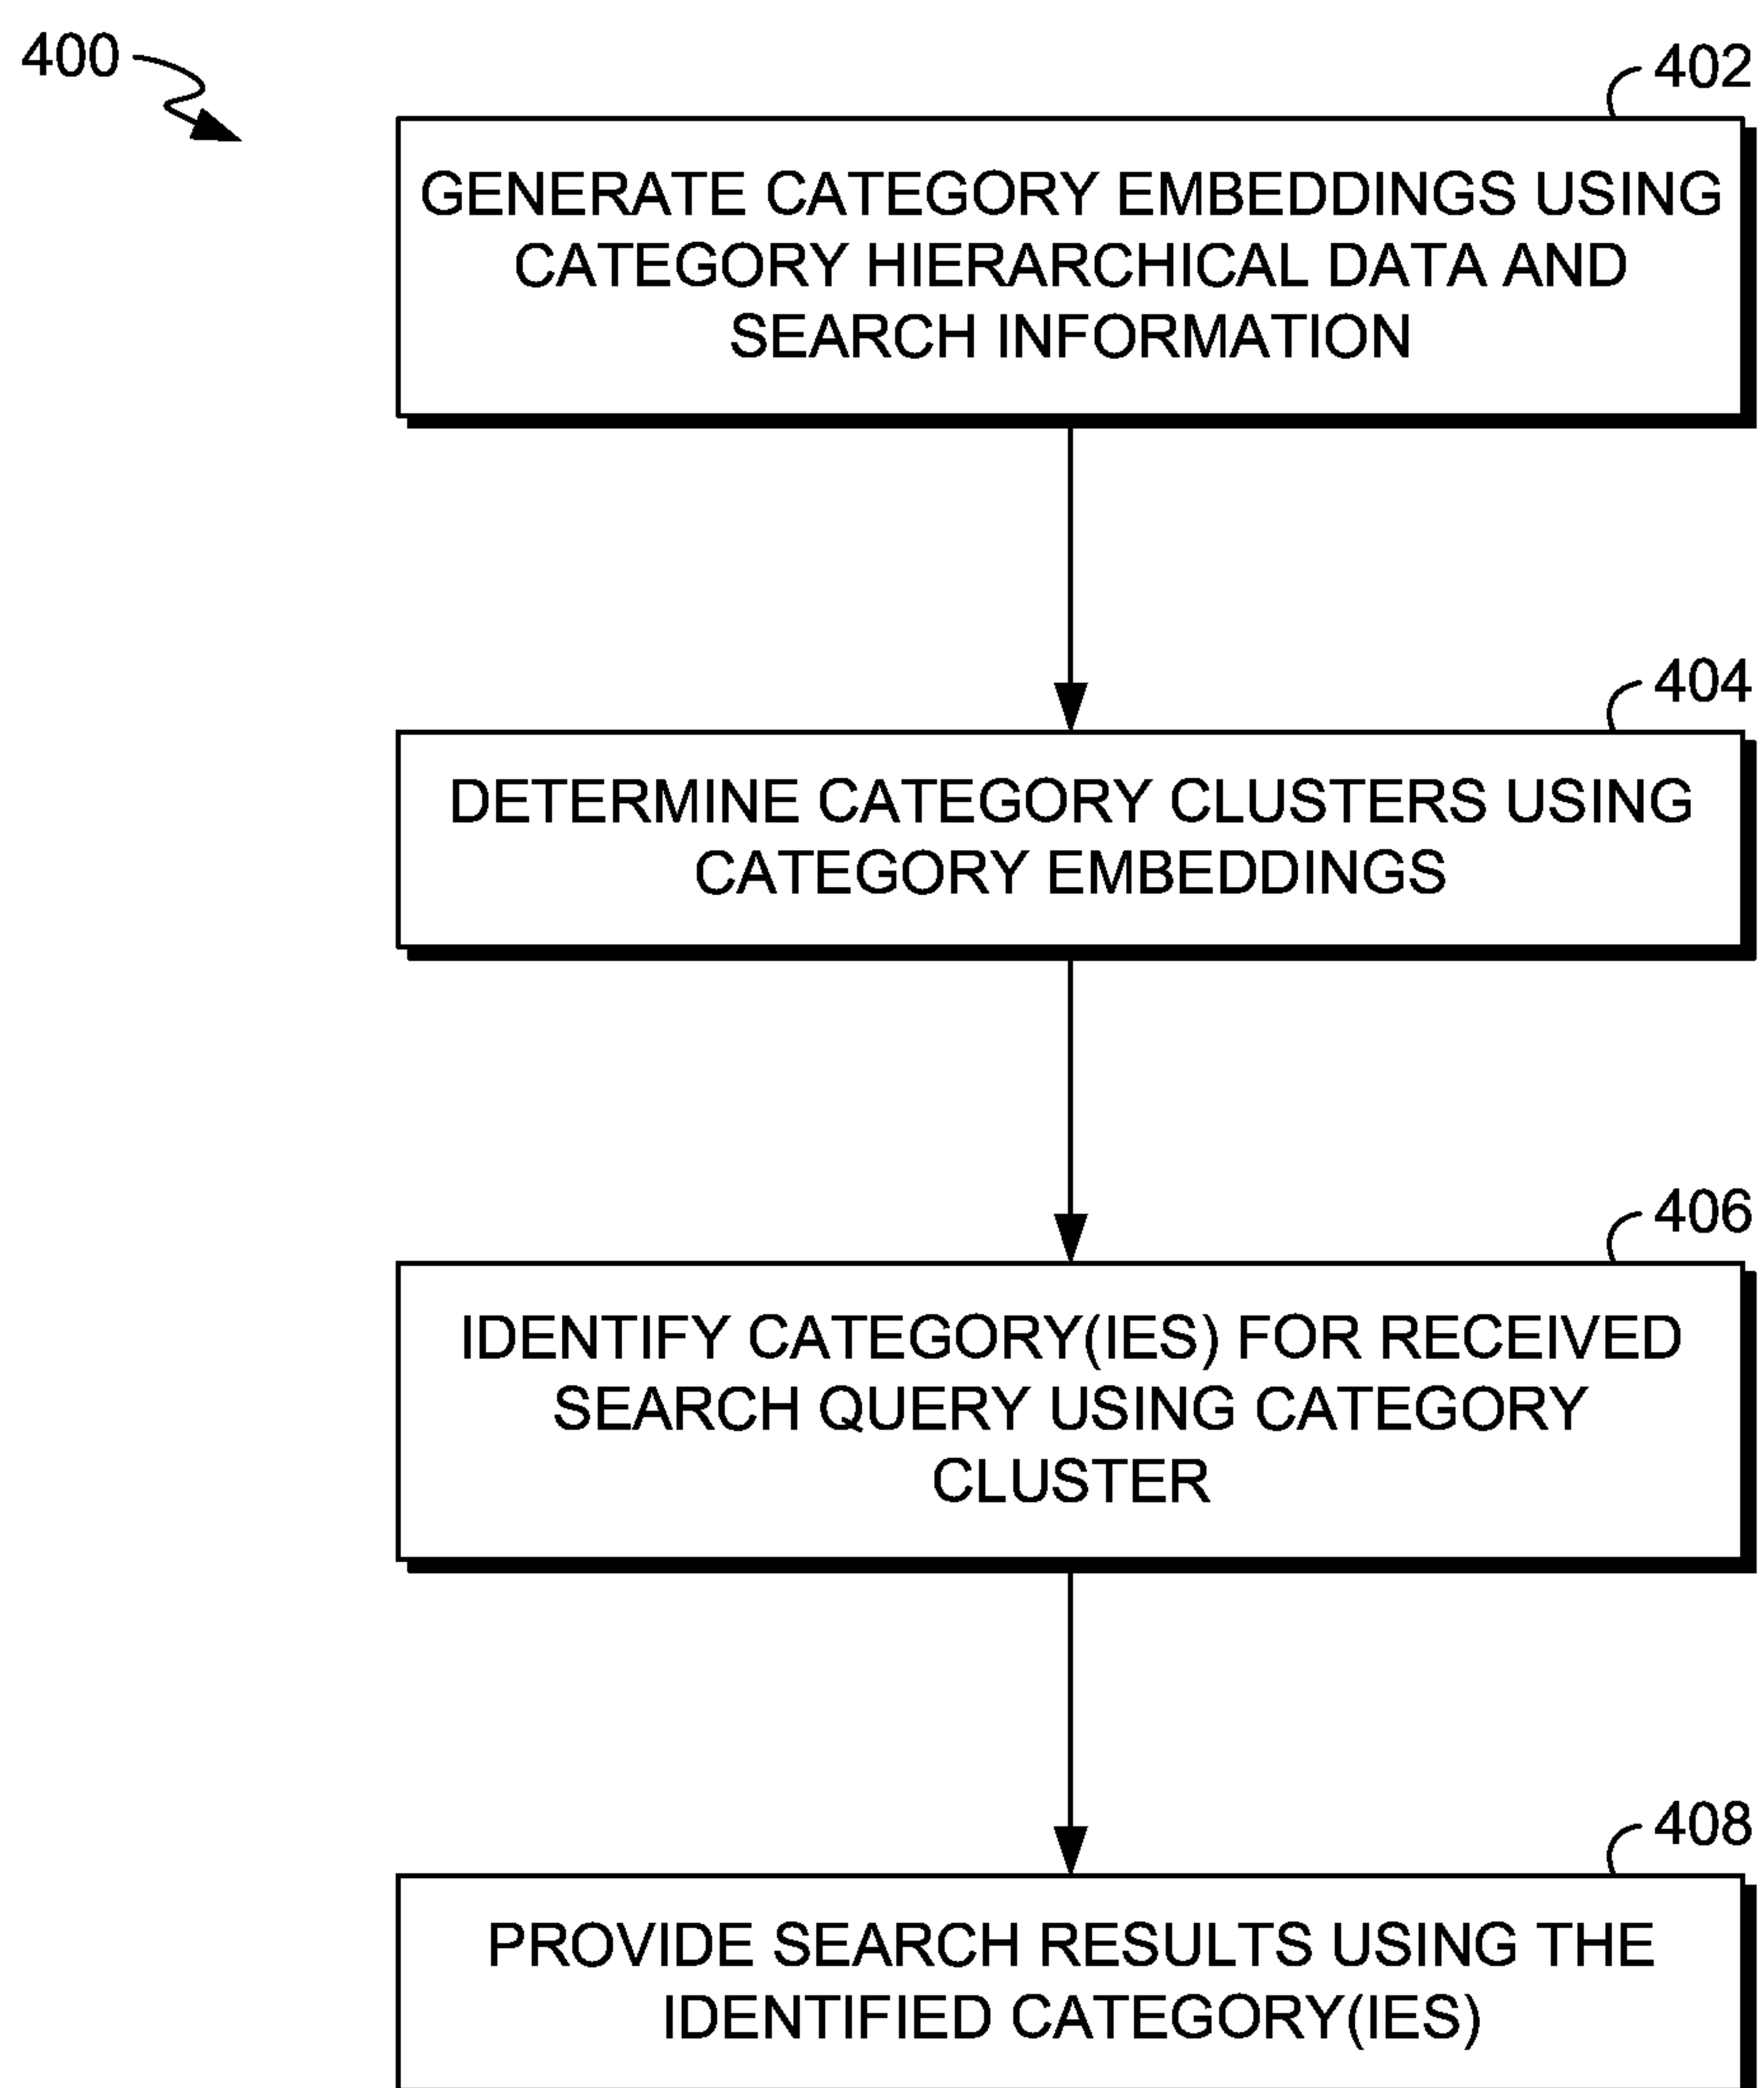 400
402
GENERATE CATEGORY EMBEDDINGS USING
CATEGORY HIERARCHICAL DATA AND
SEARCH INFORMATION
404
DETERMINE CATEGORY CLUSTERS USING
CATEGORY EMBEDDINGS
406
IDENTIFY CATEGORY(IES) FOR RECEIVED
SEARCH QUERY USING CATEGORY
CLUSTER
408
PROVIDE SEARCH RESULTS USING THE
IDENTIFIED CATEGORY(IES)